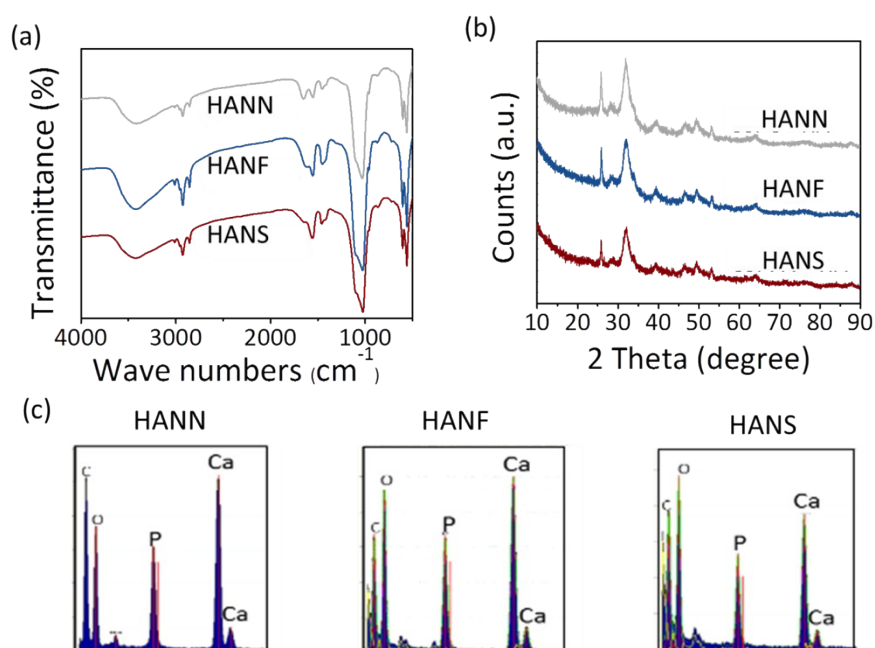 (a)
Transmittance (%)
HANN
HANF
HANS
4000 3000 2000 1000
Wave numbers (cm⁻¹)
(b)
Counts (a.u.)
HANN
HANF
HANS
10 20 30 40 50 60 70 80 90
2 Theta (degree)
(c)
HANN
C
O
P
Ca
Ca
HANF
C
O
P
Ca
Ca
HANS
C
O
P
Ca
Ca